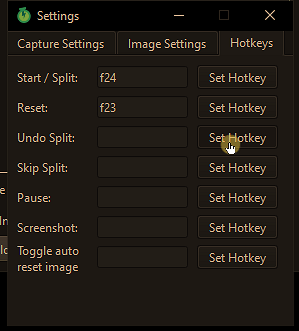 Settings
Capture Settings Image Settings Hotkeys
Start / Split: f24 Set Hotkey
Reset: f23 Set Hotkey
Undo Split: Set Hotkey
Skip Split: Set Hotkey
Pause: Set Hotkey
Screenshot: Set Hotkey
Toggle auto
reset image Set Hotkey